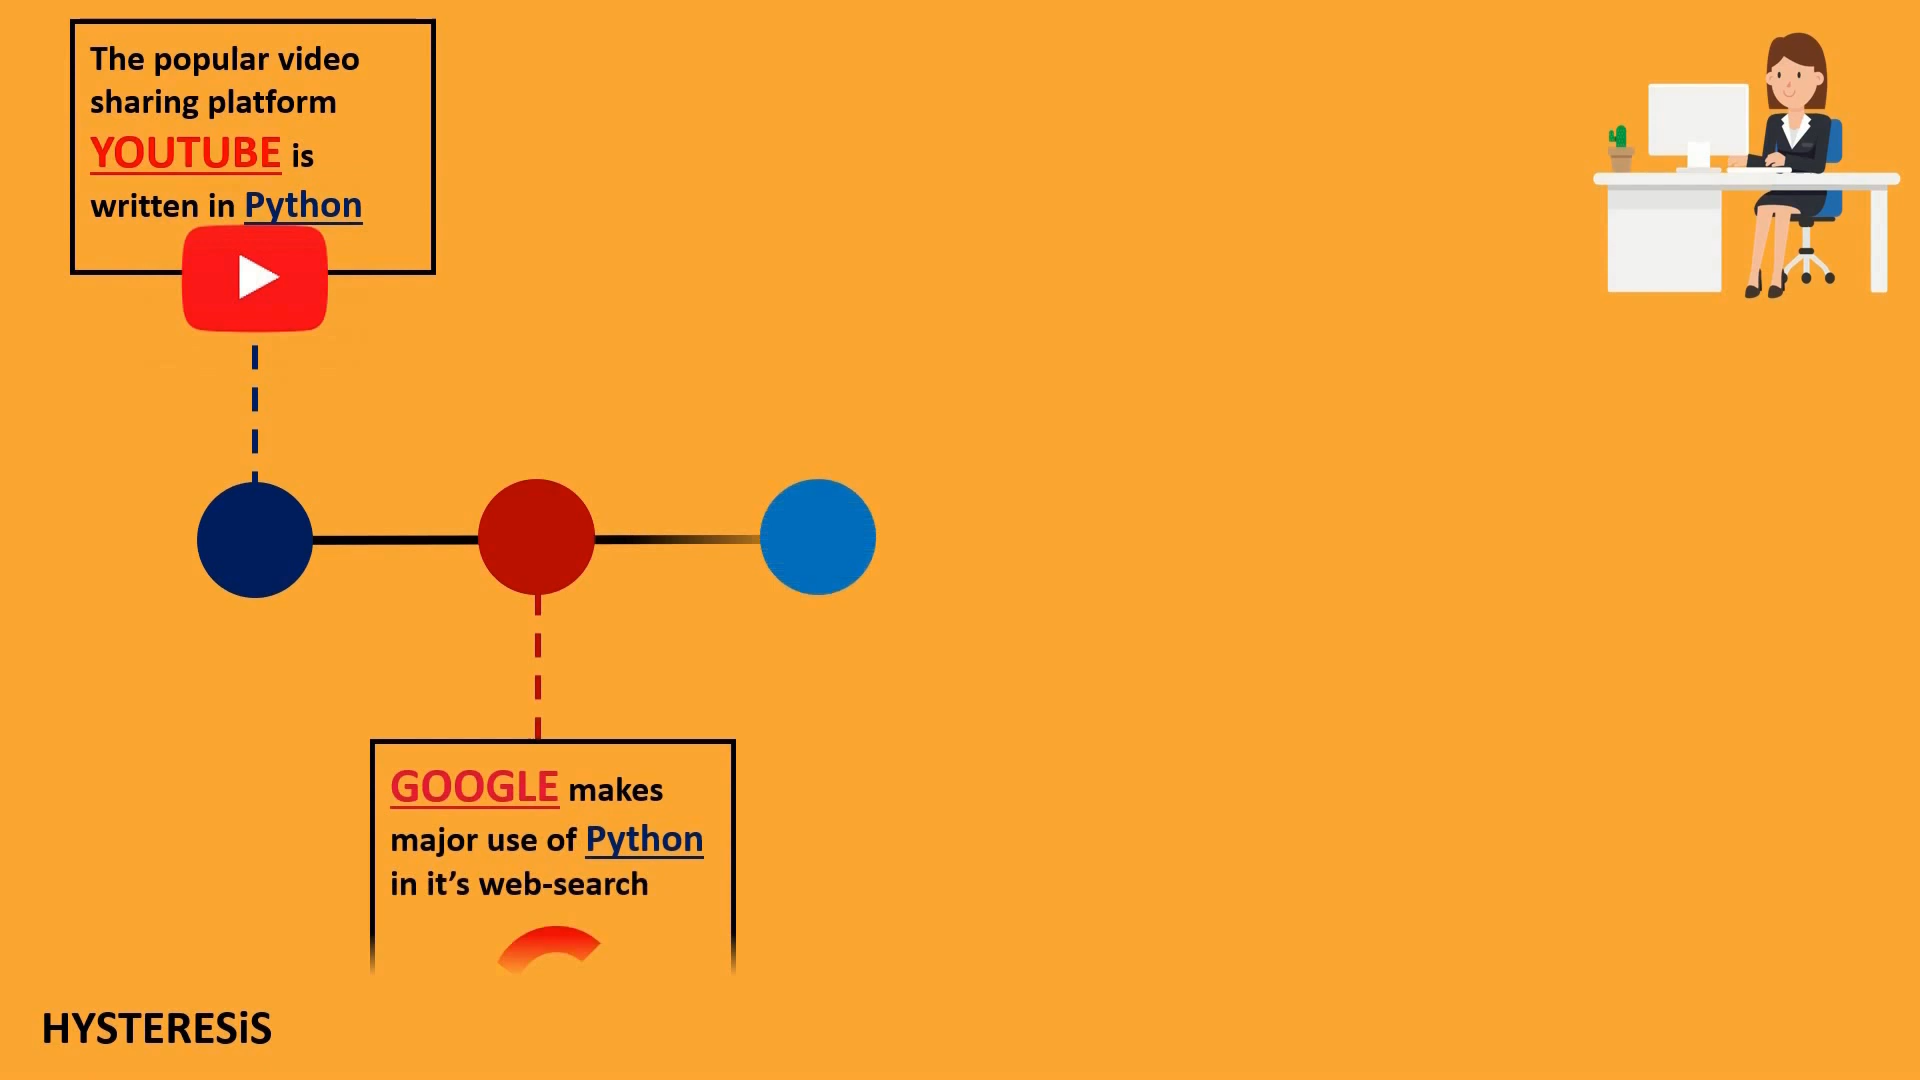 The popular video
sharing platform
YOUTUBE is
written in Python
GOOGLE makes
major use of Python
in it’s web-search
HYSTERESiS